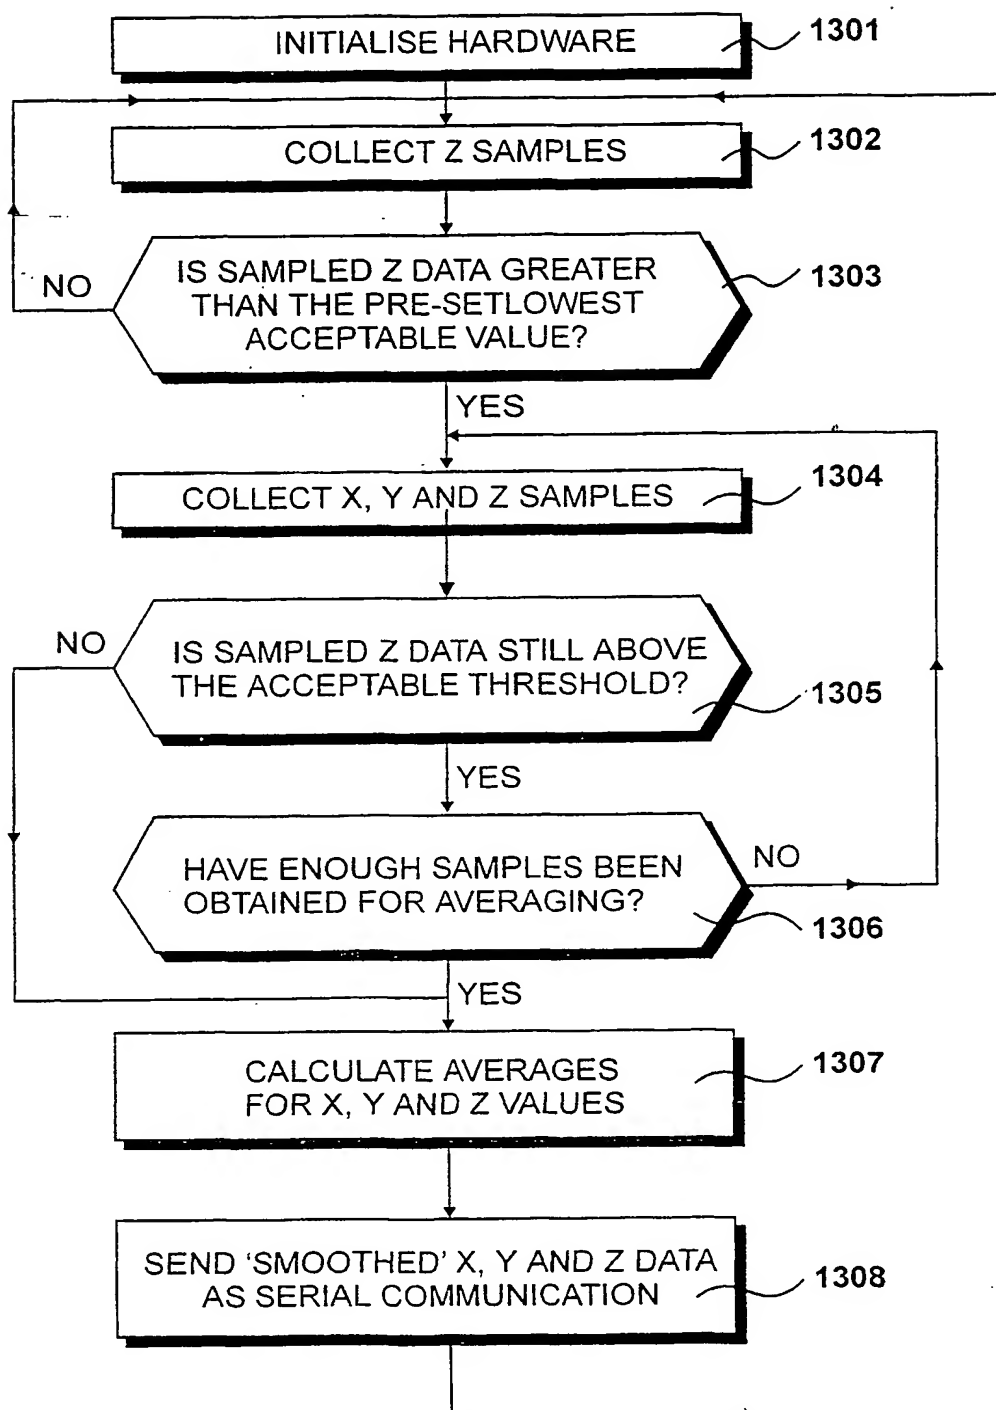 INITIALISE HARDWARE
1301
COLLECT Z SAMPLES
1302
IS SAMPLED Z DATA GREATER
THAN THE PRE-SETLOWEST
ACCEPTABLE VALUE?
1303
NO
YES
COLLECT X, Y AND Z SAMPLES
1304
NO
IS SAMPLED Z DATA STILL ABOVE
THE ACCEPTABLE THRESHOLD?
1305
YES
HAVE ENOUGH SAMPLES BEEN
OBTAINED FOR AVERAGING?
NO
1306
YES
CALCULATE AVERAGES
FOR X, Y AND Z VALUES
1307
SEND ‘SMOOTHED’ X, Y AND Z DATA
AS SERIAL COMMUNICATION
1308